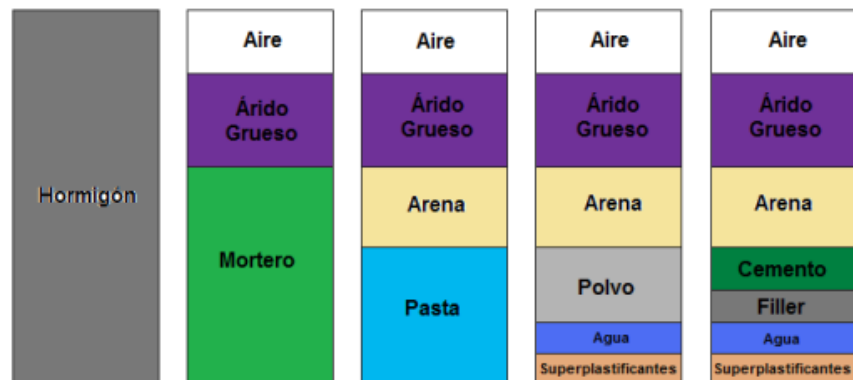 Hormigón
Aire
Árido
Grueso
Mortero
Aire
Árido
Grueso
Arena
Pasta
Aire
Árido
Grueso
Arena
Polvo
Agua
Superplastificantes
Aire
Árido
Grueso
Arena
Cemento
Filler
Agua
Superplastificantes